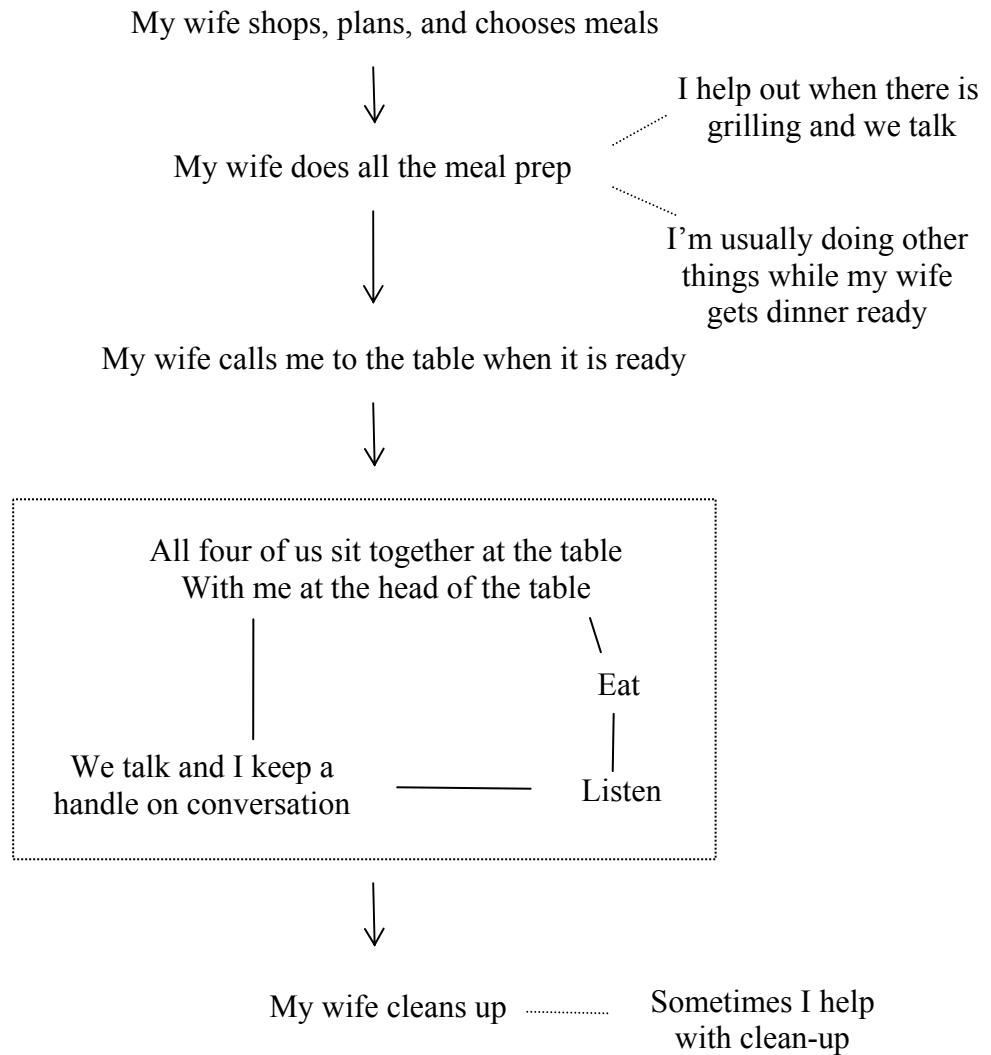 My wife shops, plans, and chooses meals
I help out when there is
grilling and we talk
My wife does all the meal prep
I’m usually doing other
things while my wife
gets dinner ready
My wife calls me to the table when it is ready
All four of us sit together at the table
With me at the head of the table
Eat
We talk and I keep a
handle on conversation
Listen
My wife cleans up
Sometimes I help
with clean-up